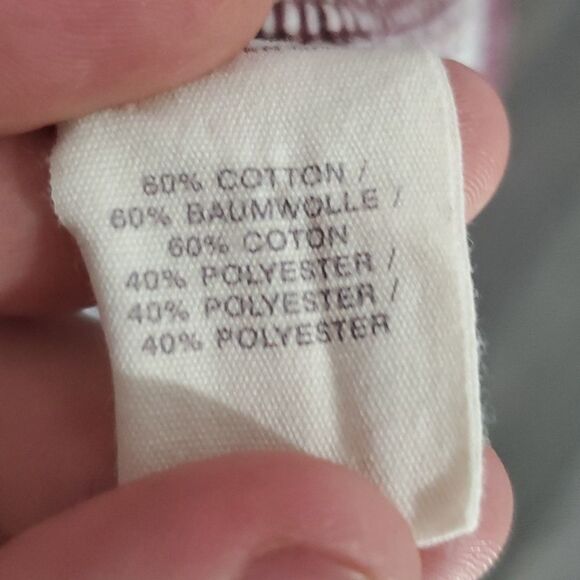 60% COTTON /
60% BAUMWOLLE /
60% COTON
40% POLYESTER /
40% POLYESTER /
40% POLYESTER